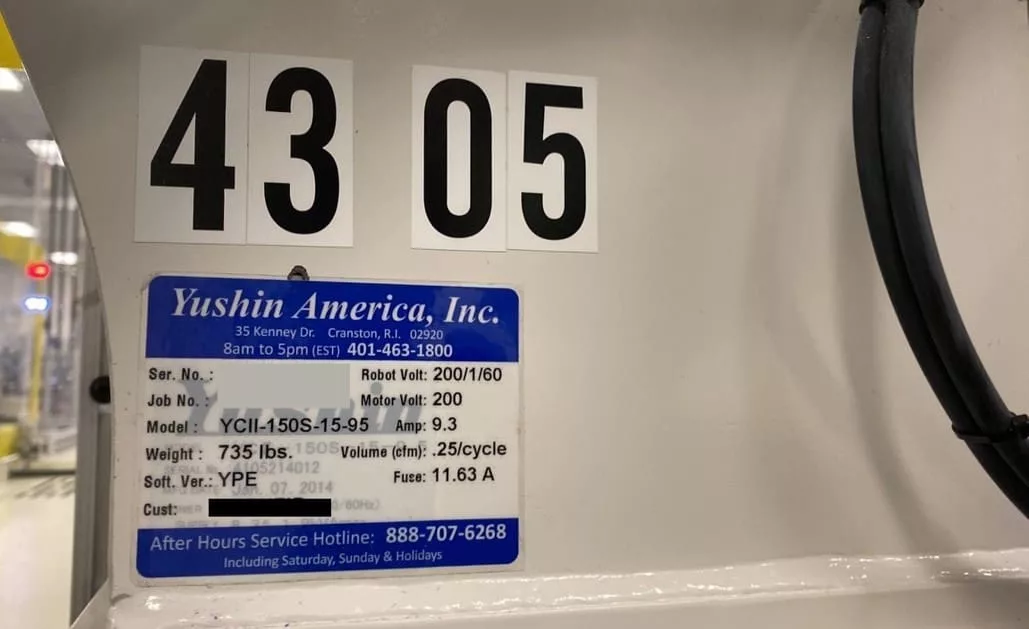 43 05
Yushin America, Inc.
35 Kenney Dr. Cranston, R.I. 02920
8am to 5pm (EST) 401-463-1800
Ser. No. : Robot Volt: 200/1/60
Job No. : Motor Volt: 200
Model : YCII-150S-15-95 Amp: 9.3
Weight : 735 lbs. Volume (cfm): .25/cycle
Soft. Ver.: YPE Fuse: 11.63 A
Cust:
After Hours Service Hotline: 888-707-6268
Including Saturday, Sunday & Holidays